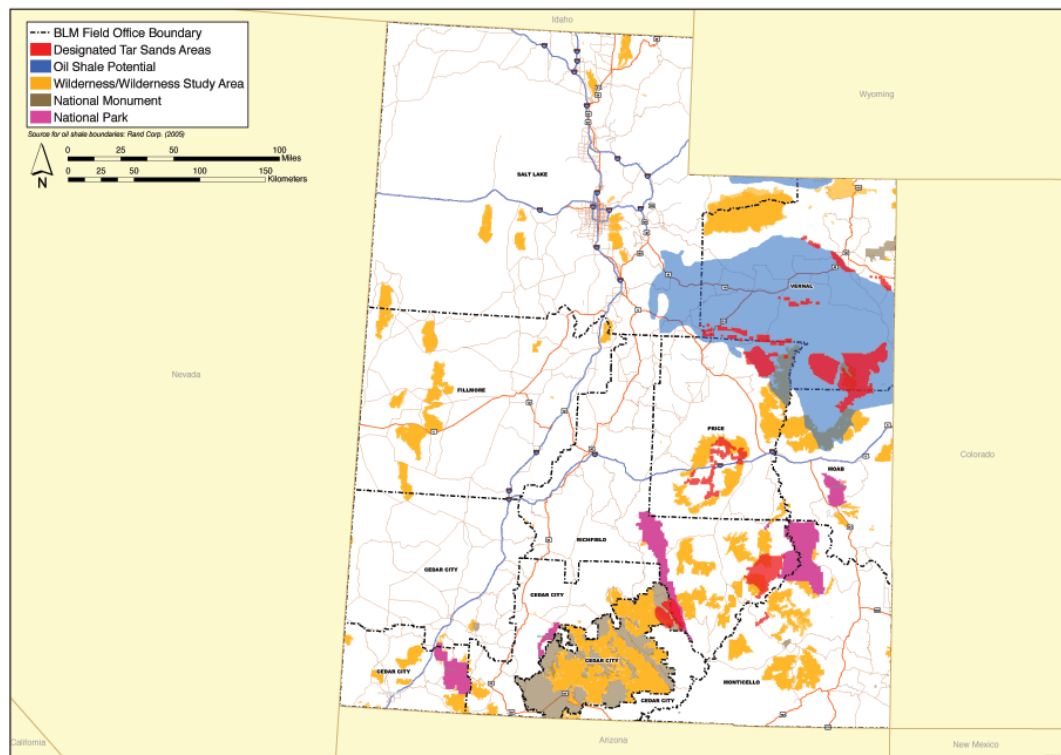 Idaho
BLM Field Office Boundary
Designated Tar Sands Areas
Oil Shale Potential
Wilderness/Wilderness Study Area
National Monument
National Park
Source for oil shale boundaries: Rand Corp. (2005)
Wyoming
0 25 50 100
Miles
0 25 50 100 150
Kilometers
N
SALT LAKE
VERNAL
Nevada
FILLMORE
PRICE
Colorado
MOAB
RICHFIELD
CEDAR CITY
CEDAR CITY
CEDAR CITY
CEDAR CITY
MONTICELLO
CEDAR CITY
California
Arizona
New Mexico